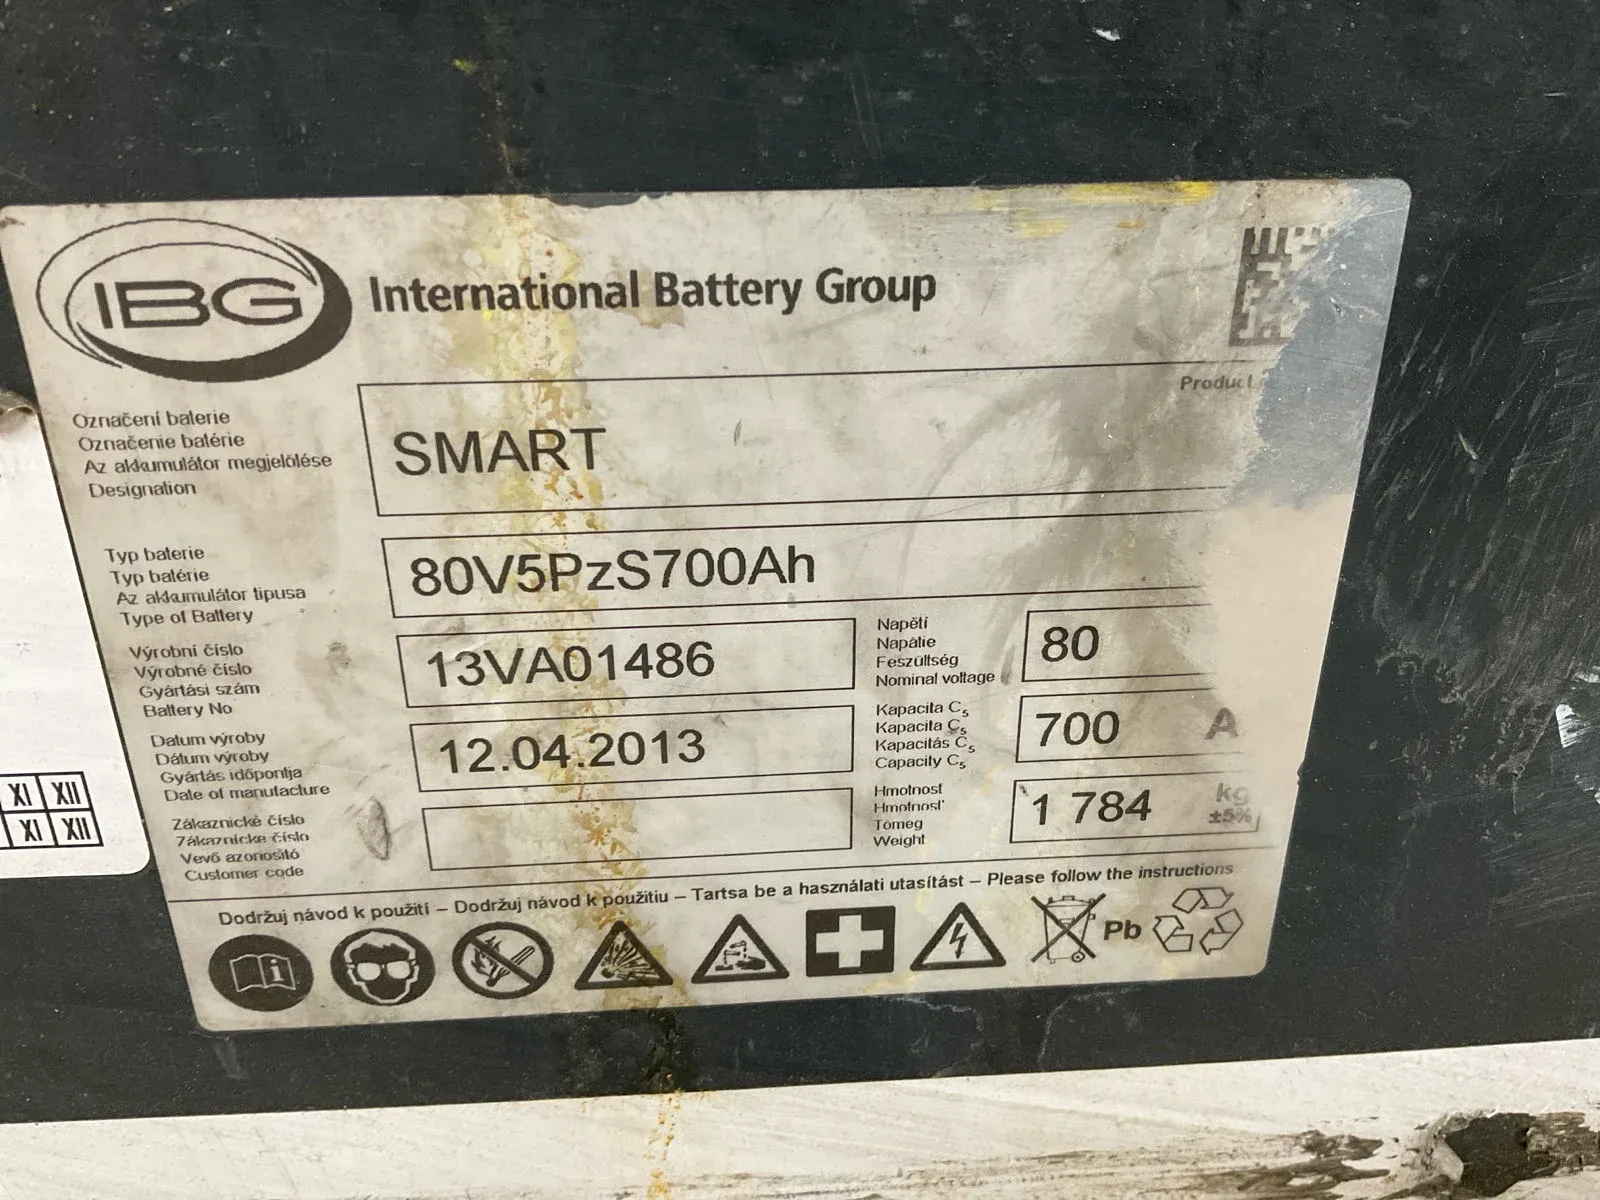 IBG
International Battery Group
Product
Označení baterie
Označenie batérie
Az akkumulátor megjelölése
Designation
SMART
Typ baterie
Typ batérie
Az akkumulátor típusa
Type of Battery
80V5PzS700Ah
Výrobní číslo
Výrobné číslo
Gyártási szám
Battery No
13VA01486
Napětí
Napätie
Feszültség
Nominal voltage
80
Datum výroby
Dátum výroby
Gyártás időpontja
Date of manufacture
12.04.2013
Kapacita C5
Kapacita C5
Kapacitás C5
Capacity C5
700 A
Zákaznické číslo
Zákaznícke číslo
Vevő azonosító
Customer code
Hmotnost
Hmotnosť
Tömeg
Weight
1 784 kg
±5%
Dodržuj návod k použití – Dodržuj návod k použitiu – Tartsa be a használati utasítást – Please follow the instructions
Pb
XI XII
XI XII